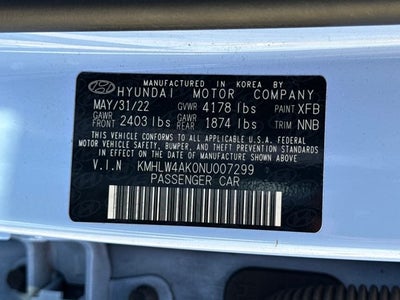 MANUFACTURED IN KOREA BY
HYUNDAI MOTOR COMPANY
MAY/31/22 GVWR 4178 lbs PAINT XFB
GAWR FRONT 2403 lbs GAWR REAR 1874 lbs TRIM NNB
THIS VEHICLE CONFORMS TO ALL APPLICABLE U.S.A FEDERAL
MOTOR VEHICLE SAFETY, BUMPER, AND THEFT PREVENTION STANDARDS
IN EFFECT ON THE DATE OF MANUFACTURE SHOWN ABOVE.
V.I.N KMHLW4AK0NU007299
PASSENGER CAR